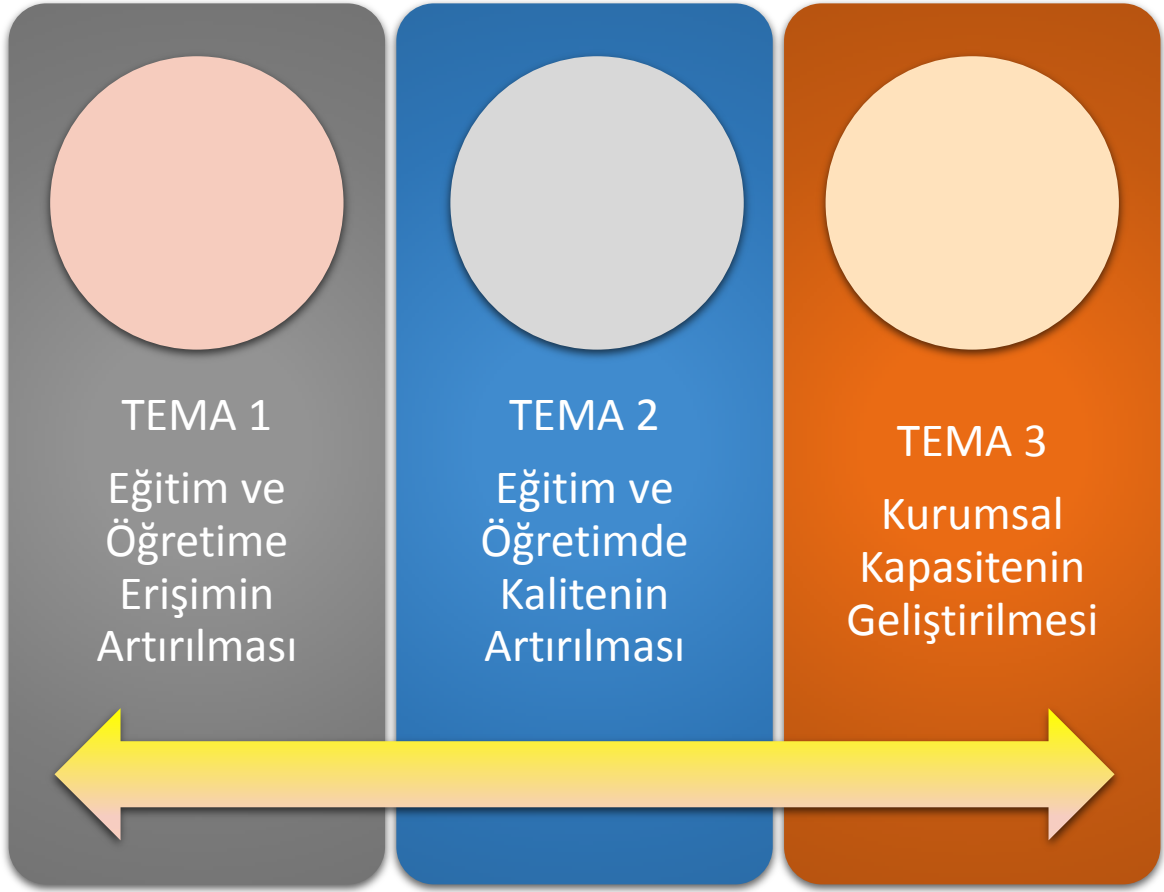 TEMA 1
Eğitim ve
Öğretime
Erişimin
Artırılması
TEMA 2
Eğitim ve
Öğretimde
Kalitenin
Artırılması
TEMA 3
Kurumsal
Kapasitenin
Geliştirilmesi